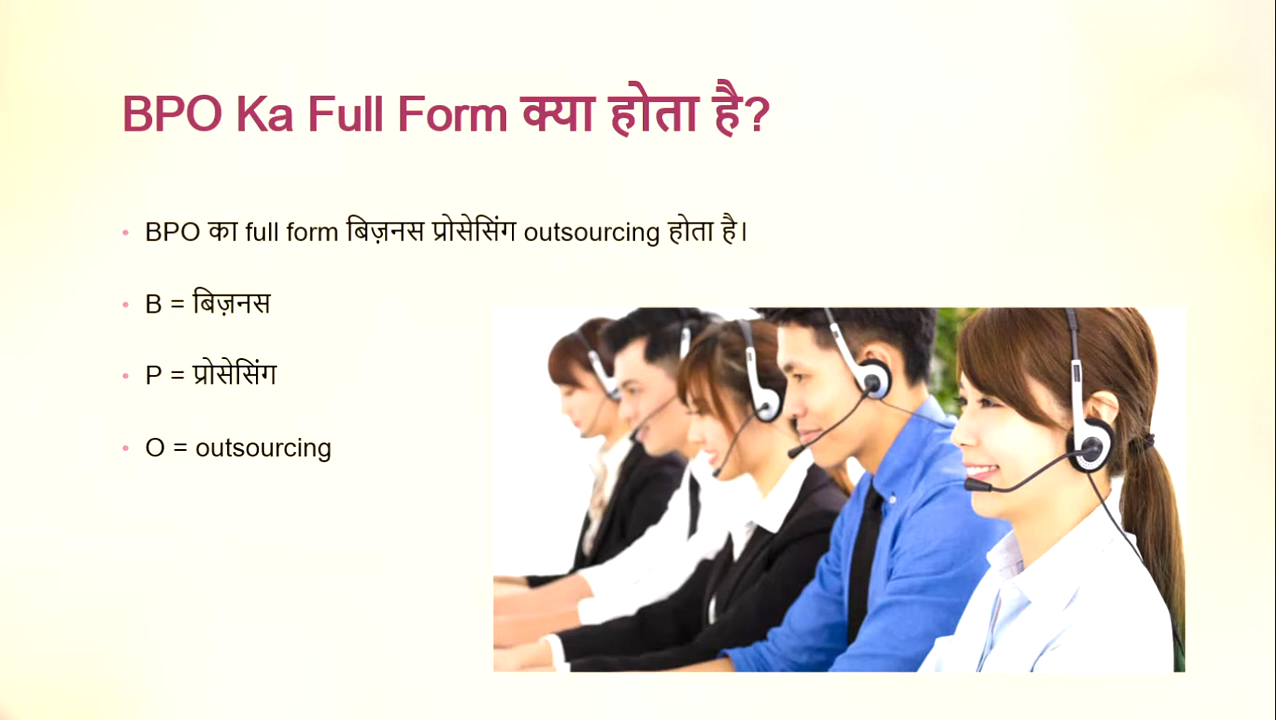 BPO Ka Full Form क्या होता है?
• BPO का full form बिज़नस प्रोसेसिंग outsourcing होता है।
• B = बिज़नस
• P = प्रोसेसिंग
• O = outsourcing